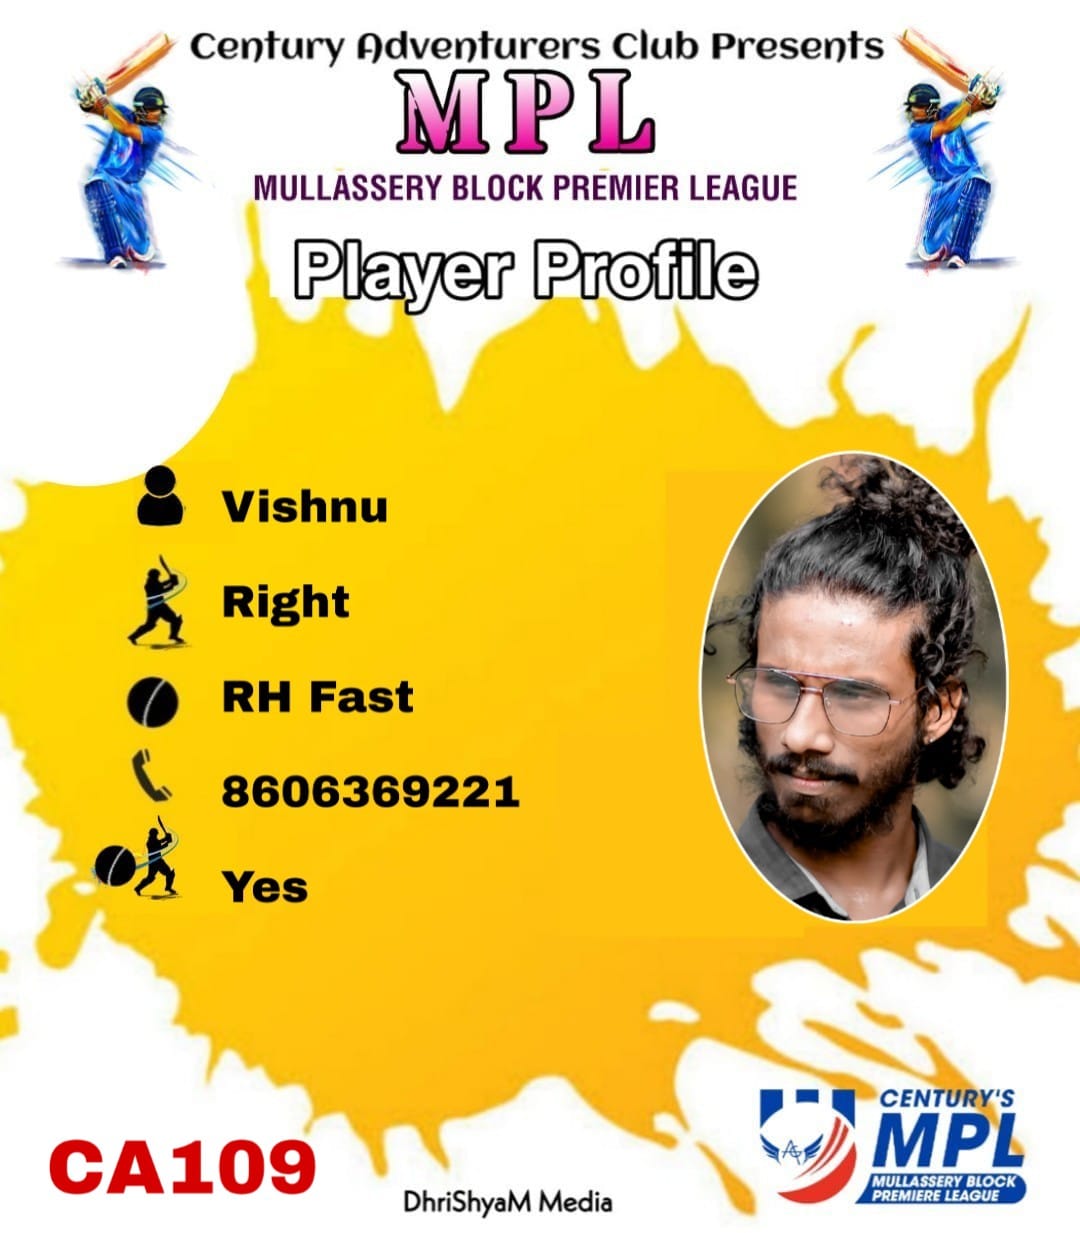 Century Adventurers Club Presents
MPL
MULLASSERY BLOCK PREMIER LEAGUE
Player Profile
Vishnu
Right
RH Fast
8606369221
Yes
CA109
DhriShyaM Media
CENTURY'S
MPL
MULLASSERY BLOCK
PREMIERE LEAGUE